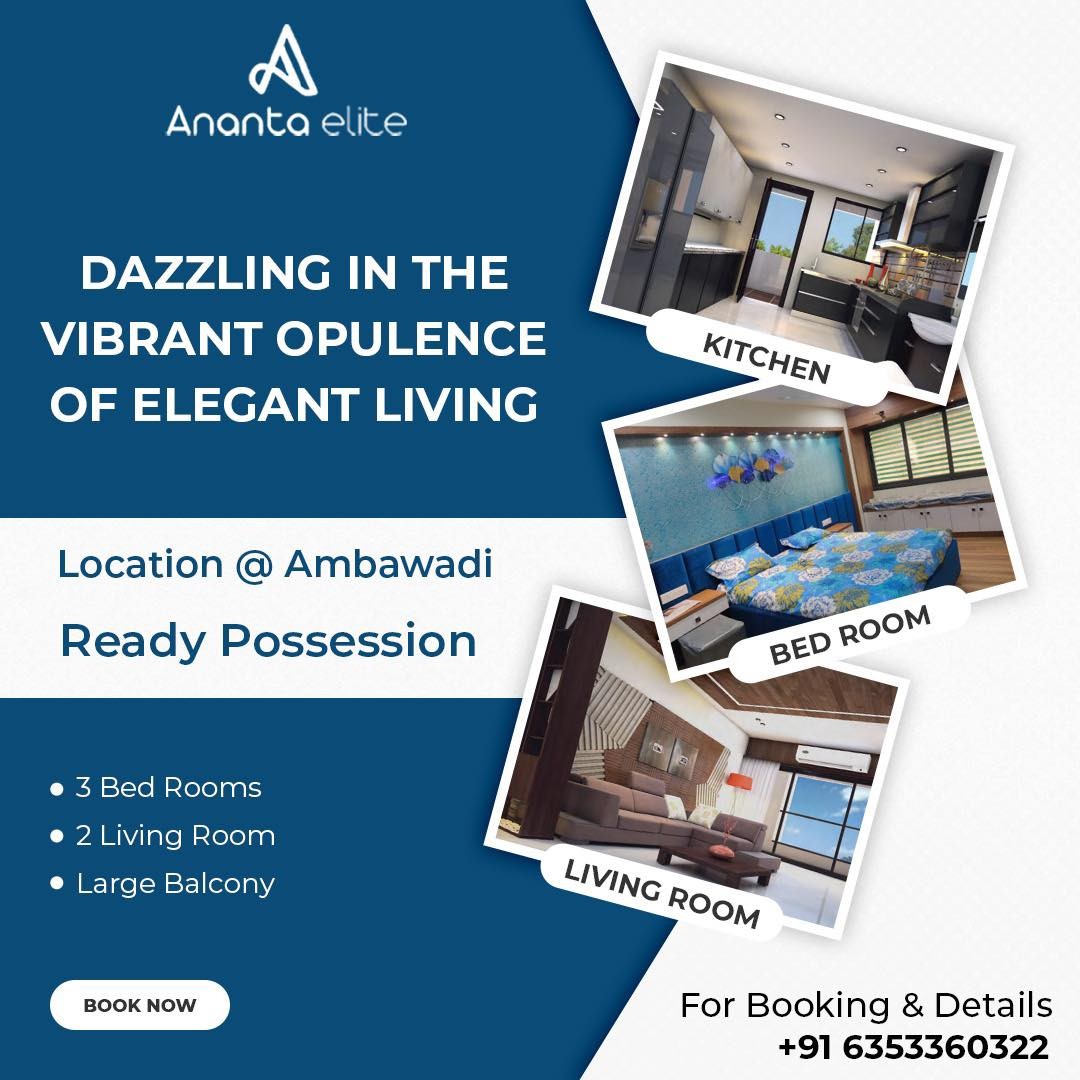 Ananta elite
DAZZLING IN THE
VIBRANT OPULENCE
OF ELEGANT LIVING
Location @ Ambawadi
Ready Possession
3 Bed Rooms
2 Living Room
Large Balcony
BOOK NOW
KITCHEN
BED ROOM
LIVING ROOM
For Booking & Details
+91 6353360322